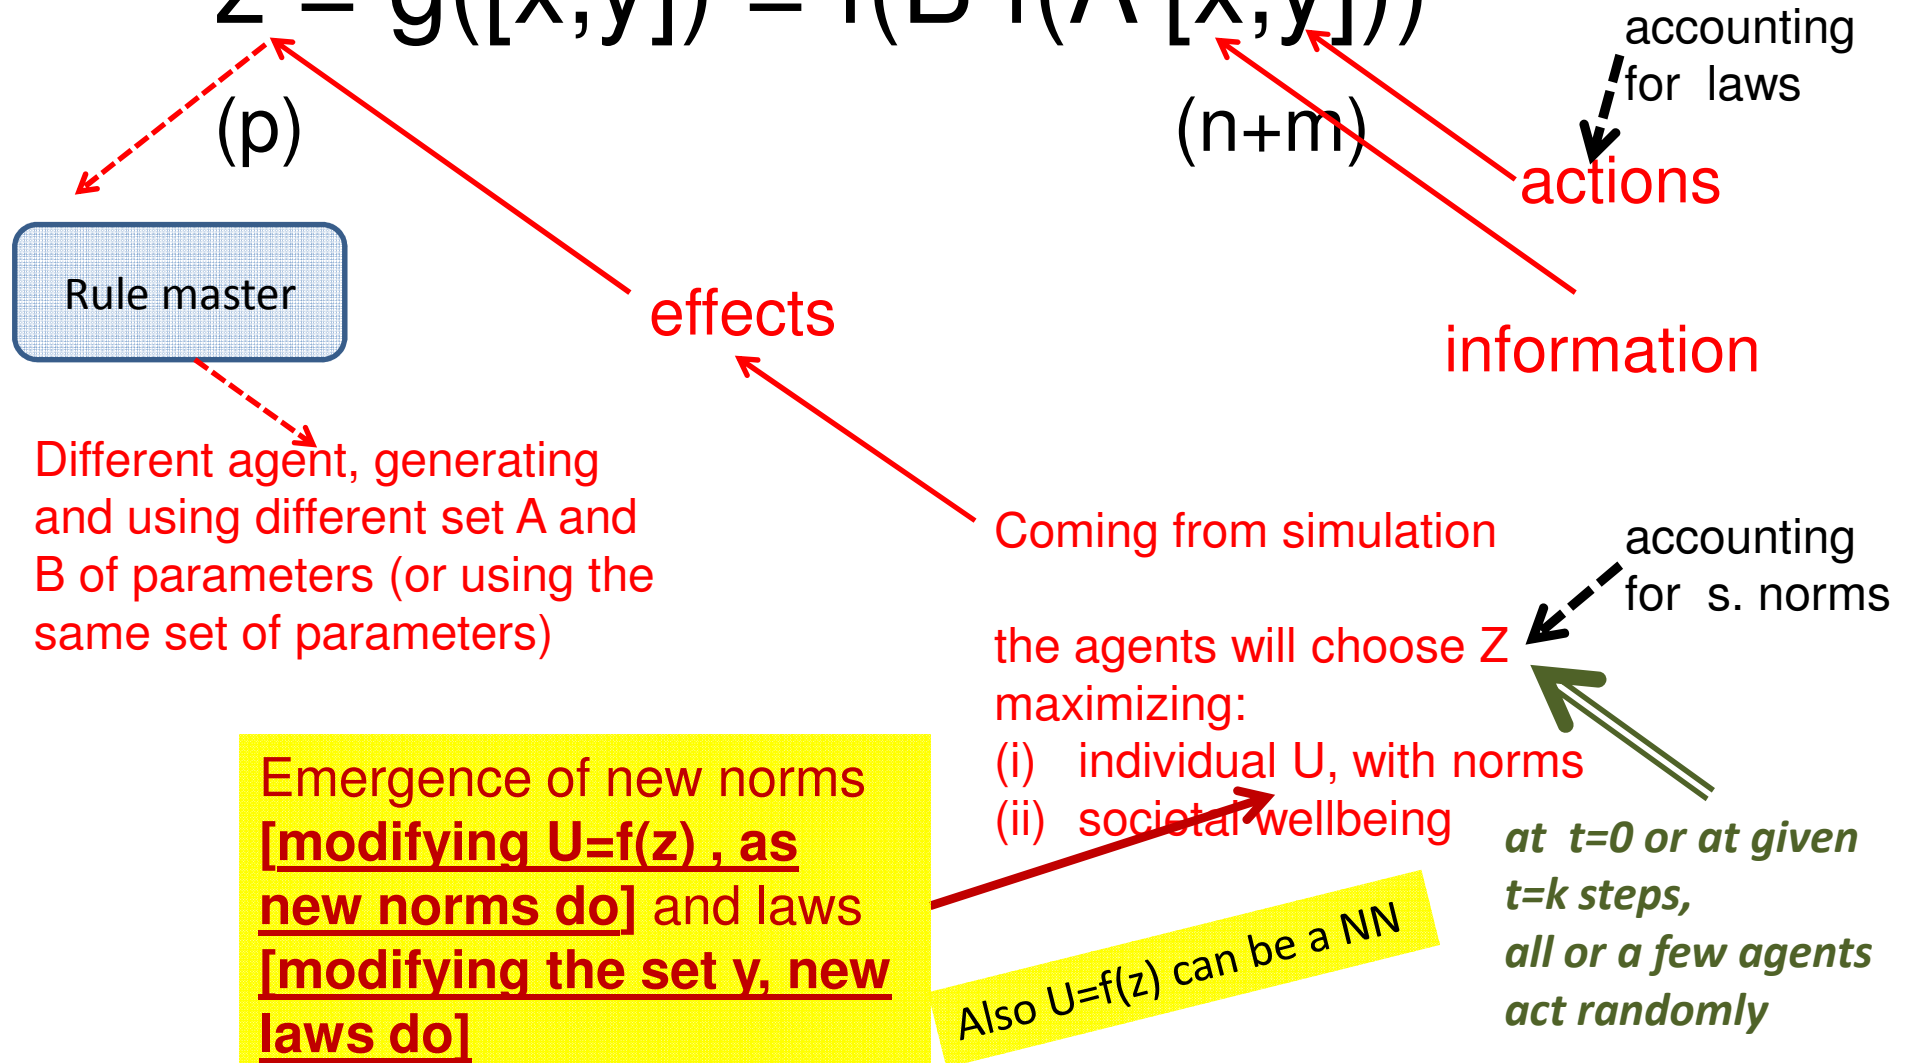 z = g([x,y]) = f(B f(A [x,y]))
(p)
(n+m)
accounting
for laws
actions
Rule master
effects
information
Different agent, generating
and using different set A and
B of parameters (or using the
same set of parameters)
Coming from simulation
accounting
for s. norms
the agents will choose Z
maximizing:
(i) individual U, with norms
(ii) societal wellbeing
Emergence of new norms
[modifying U=f(z) , as
new norms do] and laws
[modifying the set y, new
laws do]
Also U=f(z) can be a NN
at t=0 or at given
t=k steps,
all or a few agents
act randomly